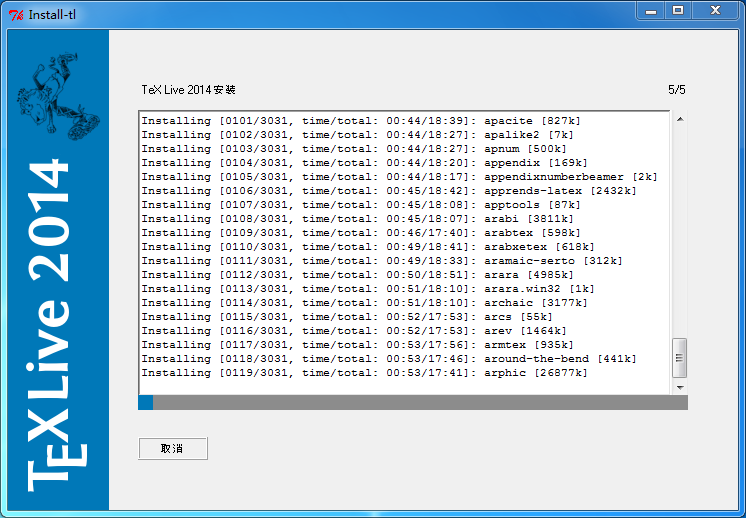 Install-tl
TeX Live 2014
TeX Live 2014安装
5/5
Installing [0101/3031, time/total: 00:44/18:39]: apacite [827k]
Installing [0102/3031, time/total: 00:44/18:27]: apalike2 [7k]
Installing [0103/3031, time/total: 00:44/18:27]: apnum [500k]
Installing [0104/3031, time/total: 00:44/18:20]: appendix [169k]
Installing [0105/3031, time/total: 00:44/18:17]: appendixnumberbeamer [2k]
Installing [0106/3031, time/total: 00:45/18:42]: apprends-latex [2432k]
Installing [0107/3031, time/total: 00:45/18:08]: apptools [87k]
Installing [0108/3031, time/total: 00:45/18:07]: arabi [3811k]
Installing [0109/3031, time/total: 00:46/17:40]: arabtex [598k]
Installing [0110/3031, time/total: 00:49/18:41]: arabxetex [618k]
Installing [0111/3031, time/total: 00:49/18:33]: aramaic-serto [312k]
Installing [0112/3031, time/total: 00:50/18:51]: arara [4985k]
Installing [0113/3031, time/total: 00:51/18:10]: arara.win32 [1k]
Installing [0114/3031, time/total: 00:51/18:10]: archaic [3177k]
Installing [0115/3031, time/total: 00:52/17:53]: arcs [55k]
Installing [0116/3031, time/total: 00:52/17:53]: arev [1464k]
Installing [0117/3031, time/total: 00:53/17:56]: armtex [935k]
Installing [0118/3031, time/total: 00:53/17:46]: around-the-bend [441k]
Installing [0119/3031, time/total: 00:53/17:41]: arphic [26877k]
取消